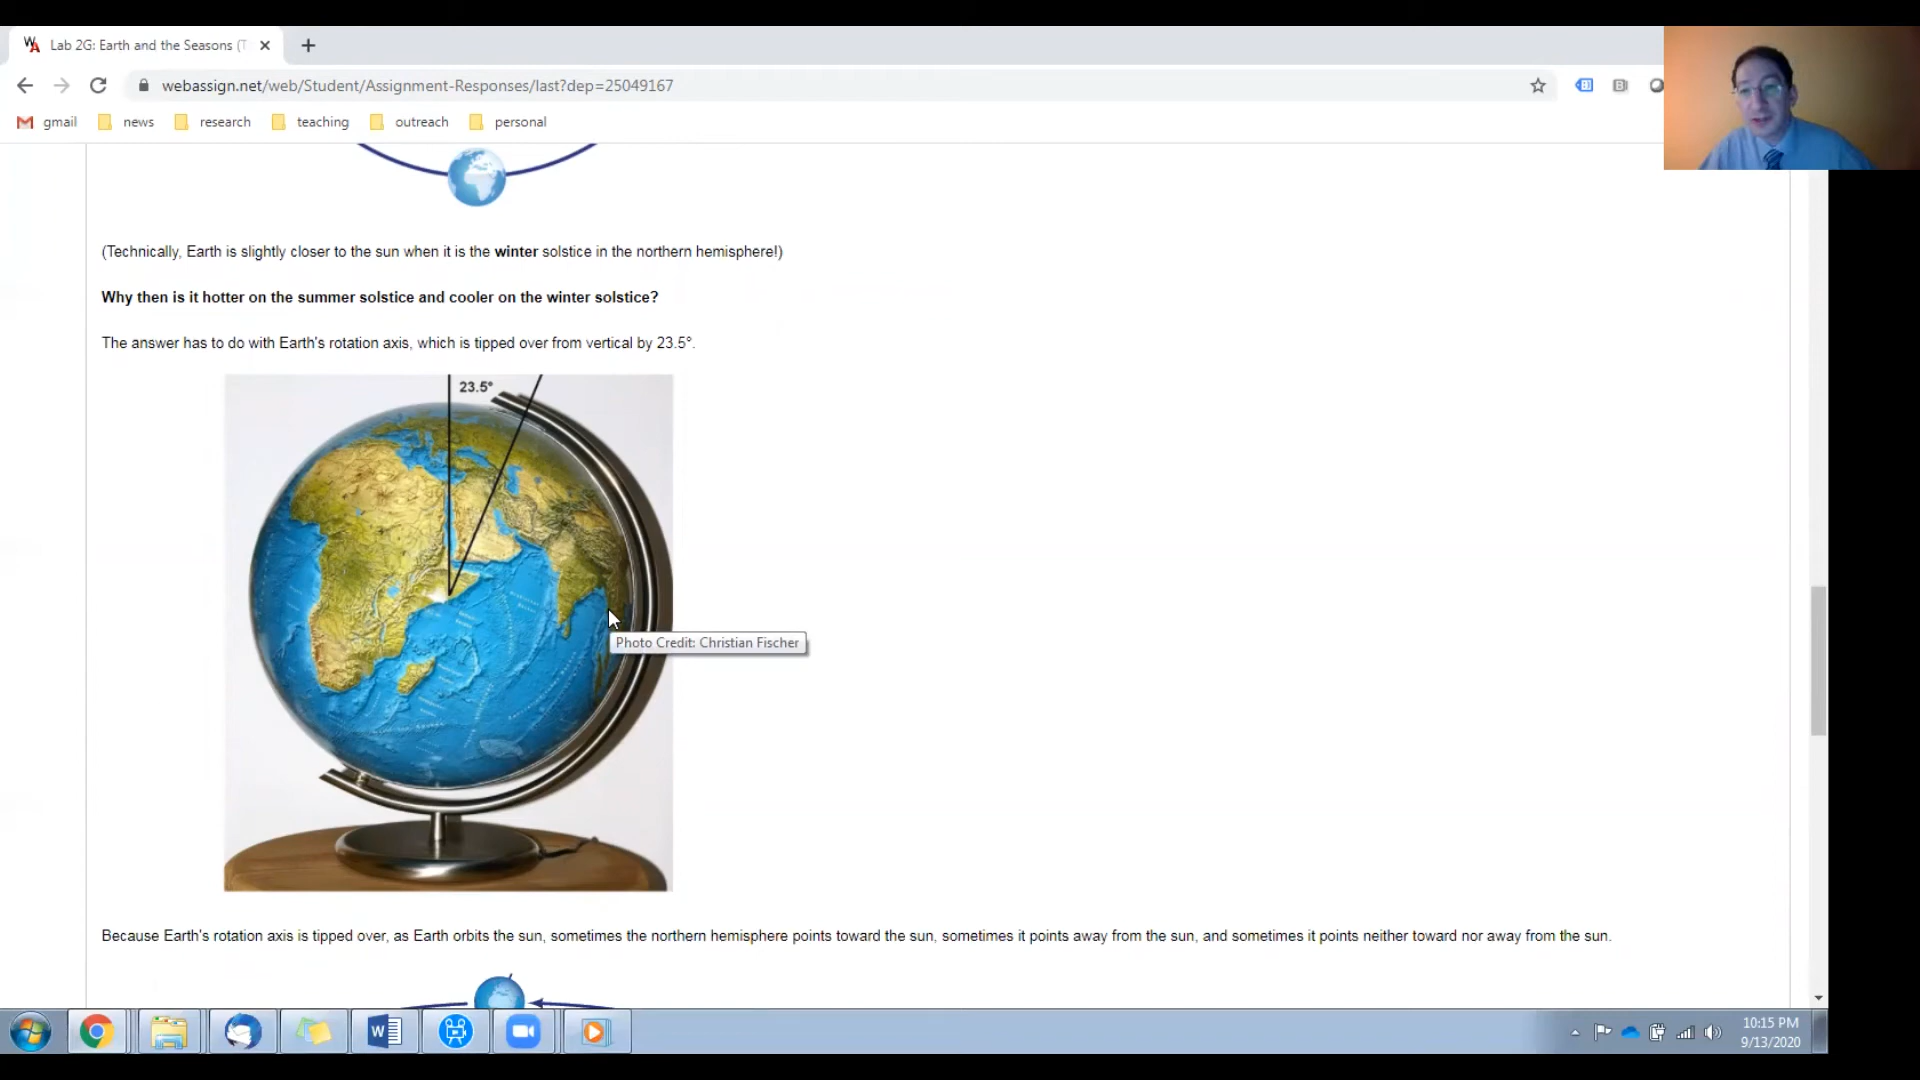 Lab 2G: Earth and the Seasons (T
webassign.net/web/Student/Assignment-Responses/last?dep=25049167
gmail news research teaching outreach personal
(Technically, Earth is slightly closer to the sun when it is the winter solstice in the northern hemisphere!)
Why then is it hotter on the summer solstice and cooler on the winter solstice?
The answer has to do with Earth's rotation axis, which is tipped over from vertical by 23.5°.
23.5°
Photo Credit: Christian Fischer
Because Earth's rotation axis is tipped over, as Earth orbits the sun, sometimes the northern hemisphere points toward the sun, sometimes it points away from the sun, and sometimes it points neither toward nor away from the sun.
10:15 PM
9/13/2020